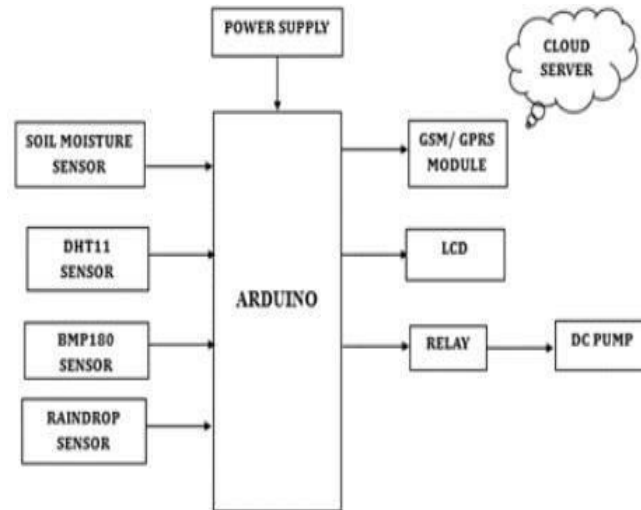 POWER SUPPLY
CLOUD
SERVER
SOIL MOISTURE
SENSOR
GSM/ GPRS
MODULE
DHT11
SENSOR
LCD
ARDUINO
BMP180
SENSOR
RELAY
DC PUMP
RAINDROP
SENSOR